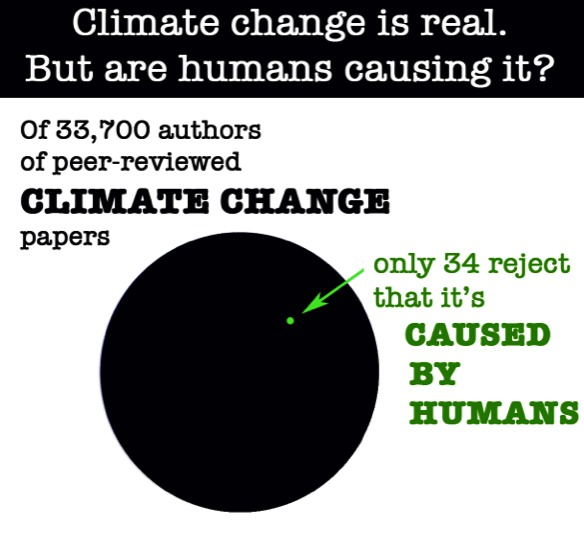 Climate change is real.
But are humans causing it?
Of 33,700 authors
of peer-reviewed
CLIMATE CHANGE
papers
only 34 reject
that it's
CAUSED
BY
HUMANS